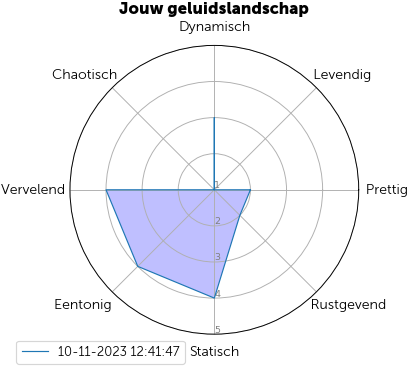 Jouw geluidslandschap
Dynamisch
Chaotisch
Levendig
Vervelend
1
Prettig
2
3
4
Eentonig
Rustgevend
5
10-11-2023 12:41:47
Statisch